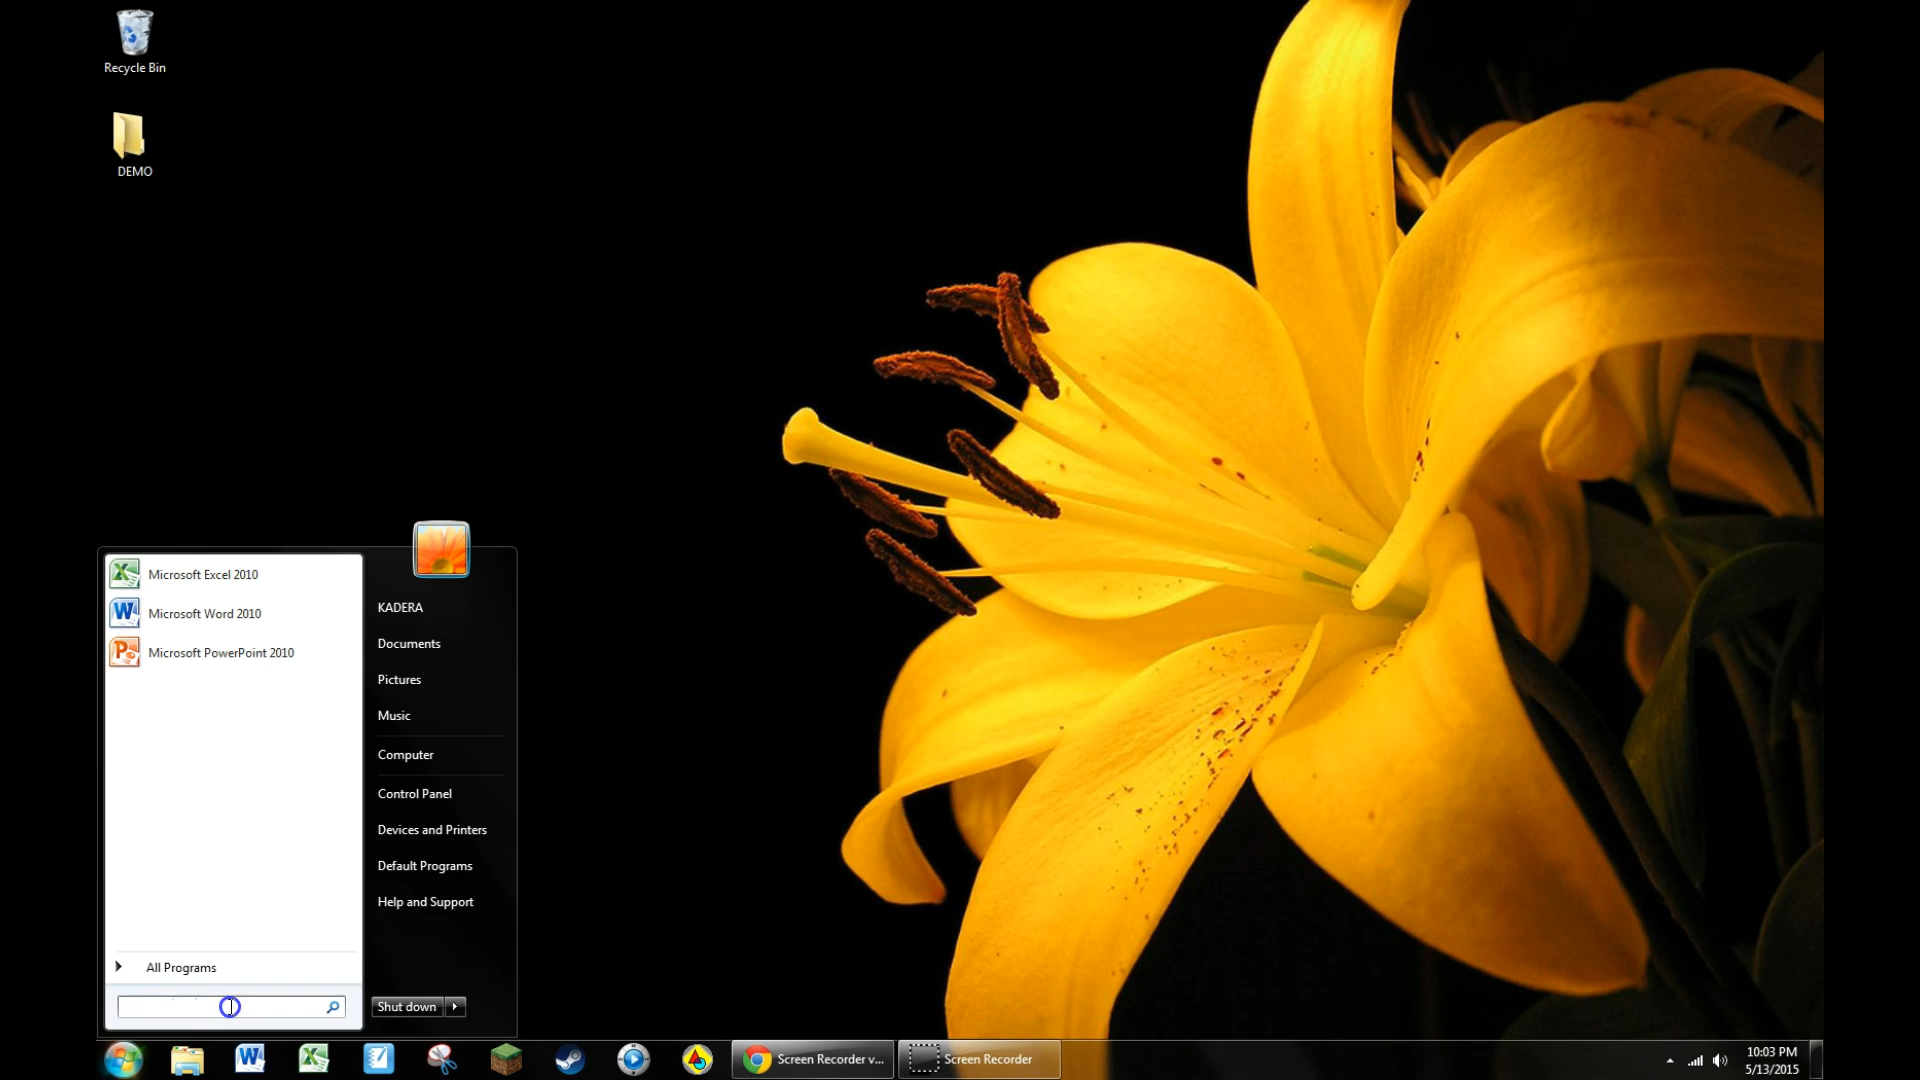 Recycle Bin
DEMO
Microsoft Excel 2010
Microsoft Word 2010
Microsoft PowerPoint 2010
All Programs
KADERA
Documents
Pictures
Music
Computer
Control Panel
Devices and Printers
Default Programs
Help and Support
Shut down
Screen Recorder v...
Screen Recorder
10:03 PM
5/13/2015